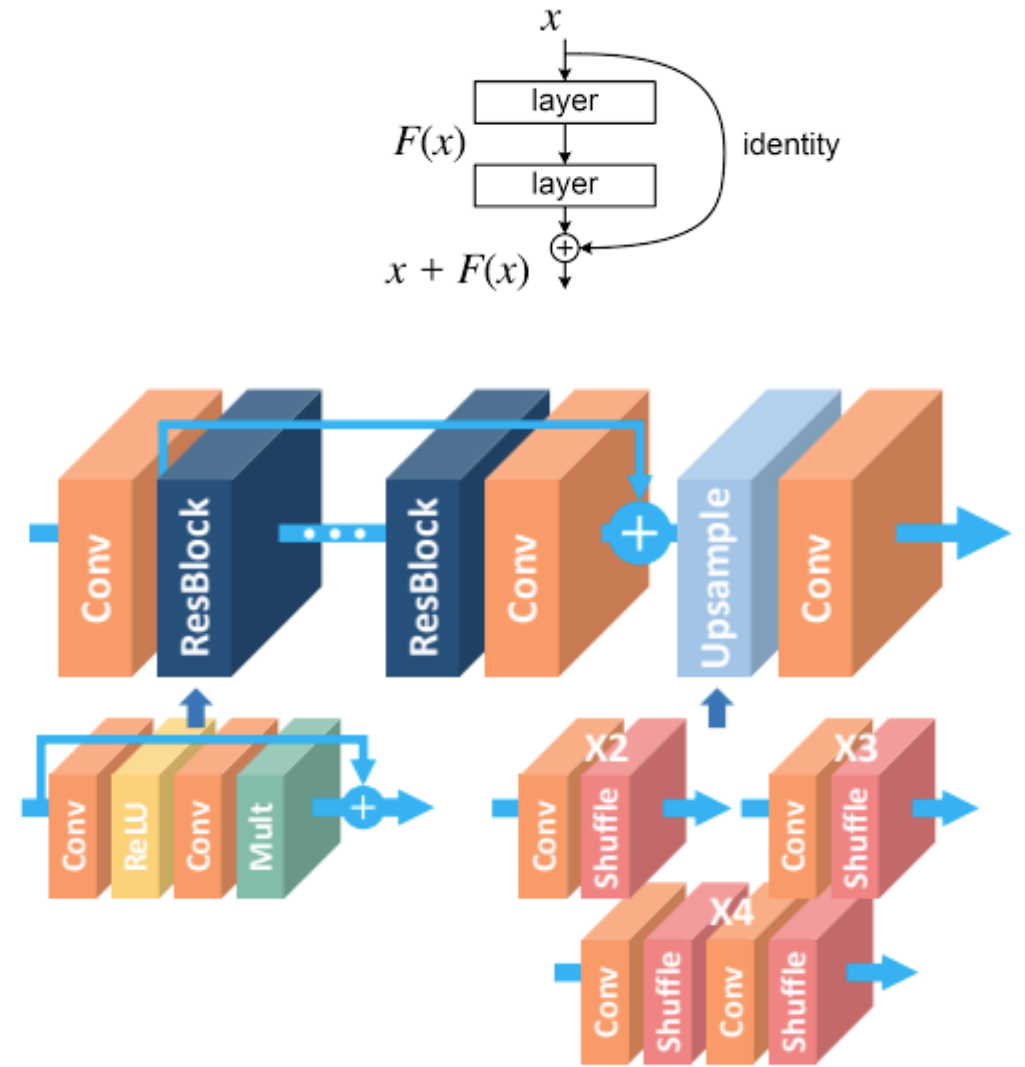 x
layer
F(x)
identity
layer
+
x + F(x)
Conv
ResBlock
ResBlock
Conv
+
Upsample
Conv
Conv
ReLU
Conv
Mult
+
X2
Conv
Shuffle
X3
Conv
Shuffle
X4
Conv
Shuffle
Conv
Shuffle